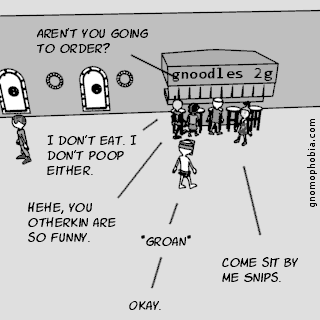 AREN'T YOU GOING
TO ORDER?
gnoodles 2g
I DON'T EAT. I
DON'T POOP
EITHER.
HEHE, YOU
OTHERKIN ARE
SO FUNNY.
*GROAN*
COME SIT BY
ME SNIPS.
OKAY.
gnomophobia.com